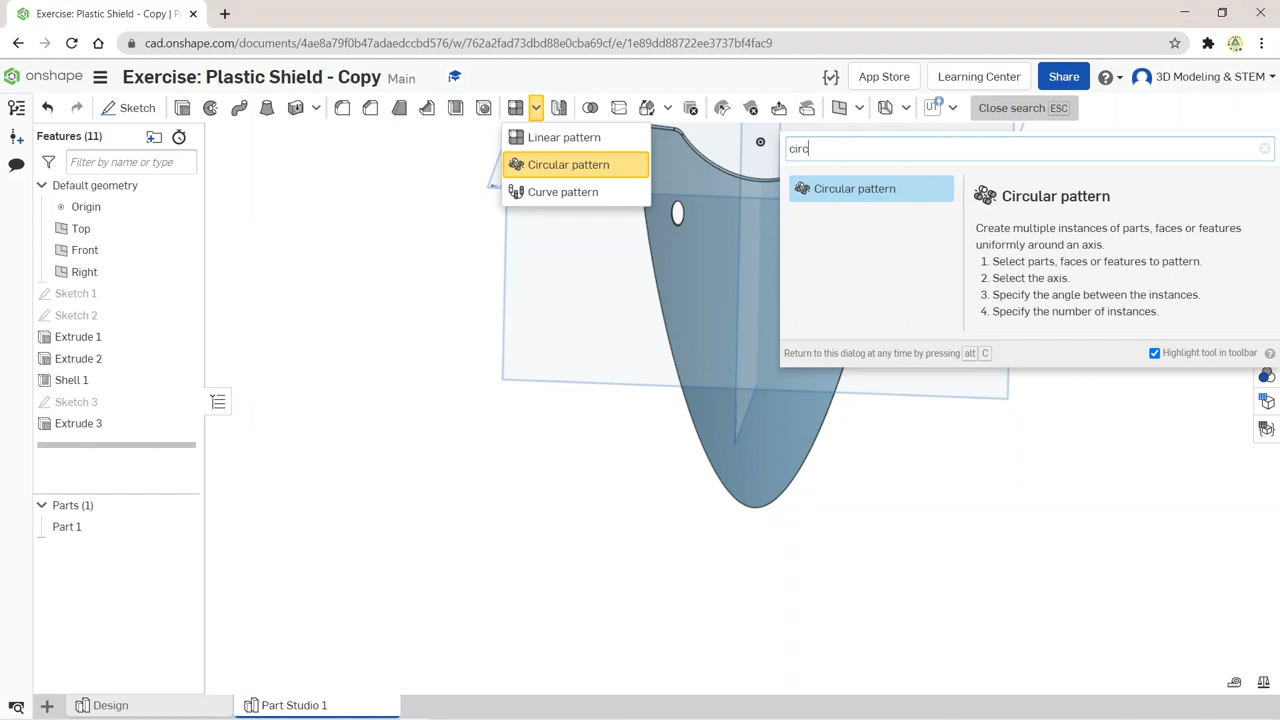 Exercise: Plastic Shield - Copy | P
cad.onshape.com/documents/4ae8a79f0b47adaedccbd576/w/762a2fad73dbd88e0cba69cf/e/1e89dd88722ee3737bf4fac9
onshape
Exercise: Plastic Shield - Copy Main
App Store
Learning Center
Share
3D Modeling & STEM
Sketch
Close search ESC
Features (11)
Filter by name or type
Default geometry
Origin
Top
Front
Right
Sketch 1
Sketch 2
Extrude 1
Extrude 2
Shell 1
Sketch 3
Extrude 3
Parts (1)
Part 1
Linear pattern
Circular pattern
Curve pattern
circ
Circular pattern
Circular pattern
Create multiple instances of parts, faces or features
uniformly around an axis.
1. Select parts, faces or features to pattern.
2. Select the axis.
3. Specify the angle between the instances.
4. Specify the number of instances.
Return to this dialog at any time by pressing alt C
Highlight tool in toolbar
Design
Part Studio 1